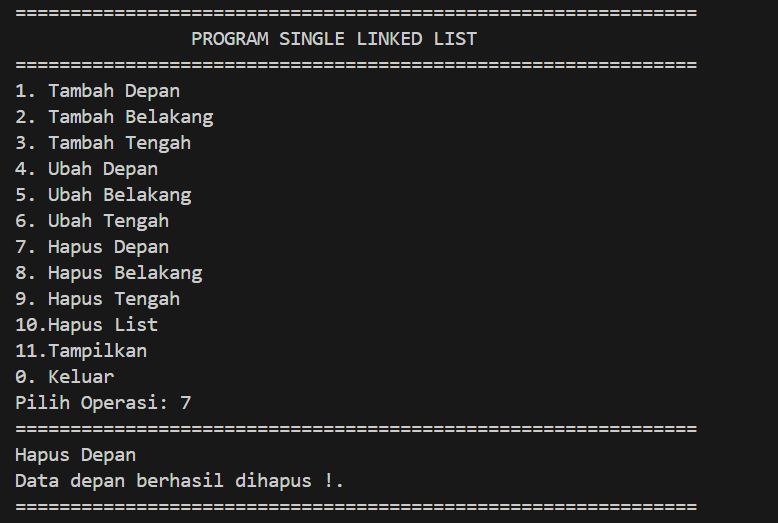 ==============================================================
PROGRAM SINGLE LINKED LIST
==============================================================
1. Tambah Depan
2. Tambah Belakang
3. Tambah Tengah
4. Ubah Depan
5. Ubah Belakang
6. Ubah Tengah
7. Hapus Depan
8. Hapus Belakang
9. Hapus Tengah
10.Hapus List
11.Tampilkan
0. Keluar
Pilih Operasi: 7
==============================================================
Hapus Depan
Data depan berhasil dihapus !.
==============================================================